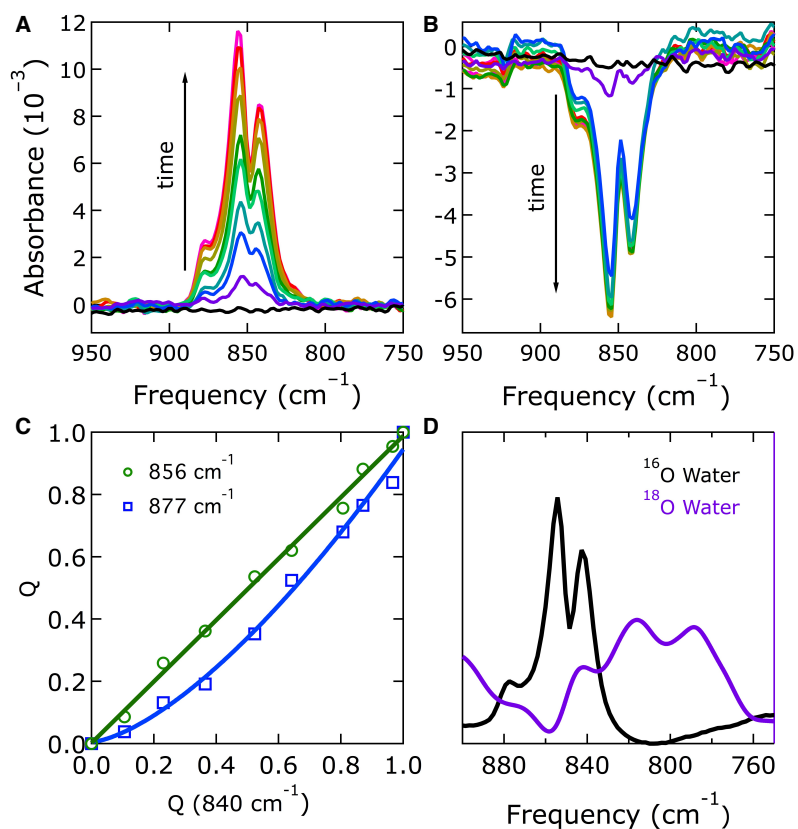 A
12
10
8
6
4
2
0
Absorbance (10⁻³)
time
950
900
850
800
750
Frequency (cm⁻¹)
B
0
-1
-2
-3
-4
-5
-6
time
950
900
850
800
750
Frequency (cm⁻¹)
C
1.0
0.8
0.6
0.4
0.2
0.0
Q
856 cm⁻¹
877 cm⁻¹
0.0
0.2
0.4
0.6
0.8
1.0
Q (840 cm⁻¹)
D
¹⁶O Water
¹⁸O Water
880
840
800
760
Frequency (cm⁻¹)